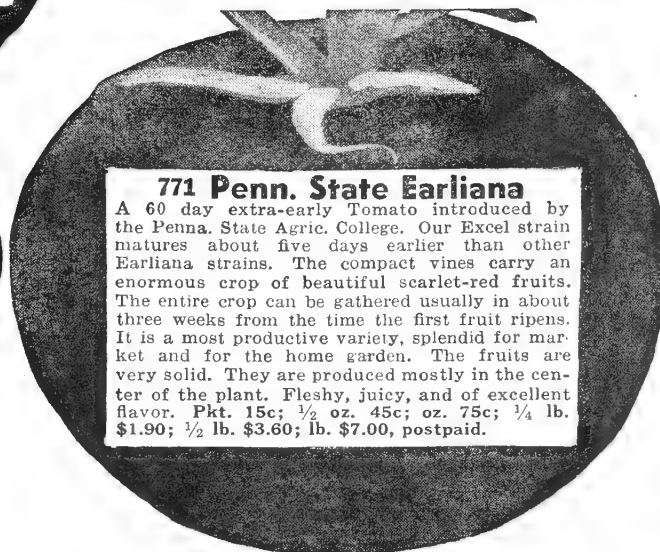 771 Penn. State Earliana
A 60 day extra-early Tomato introduced by
the Penna. State Agric. College. Our Excel strain
matures about five days earlier than other
Earliana strains. The compact vines carry an
enormous crop of beautiful scarlet-red fruits.
The entire crop can be gathered usually in about
three weeks from the time the first fruit ripens.
It is a most productive variety, splendid for mar-
ket and for the home garden. The fruits are
very solid. They are produced mostly in the cen-
ter of the plant. Fleshy, juicy, and of excellent
flavor. Pkt. 15c; ½ oz. 45c; oz. 75c; ¼ lb.
$1.90; ½ lb. $3.60; lb. $7.00, postpaid.